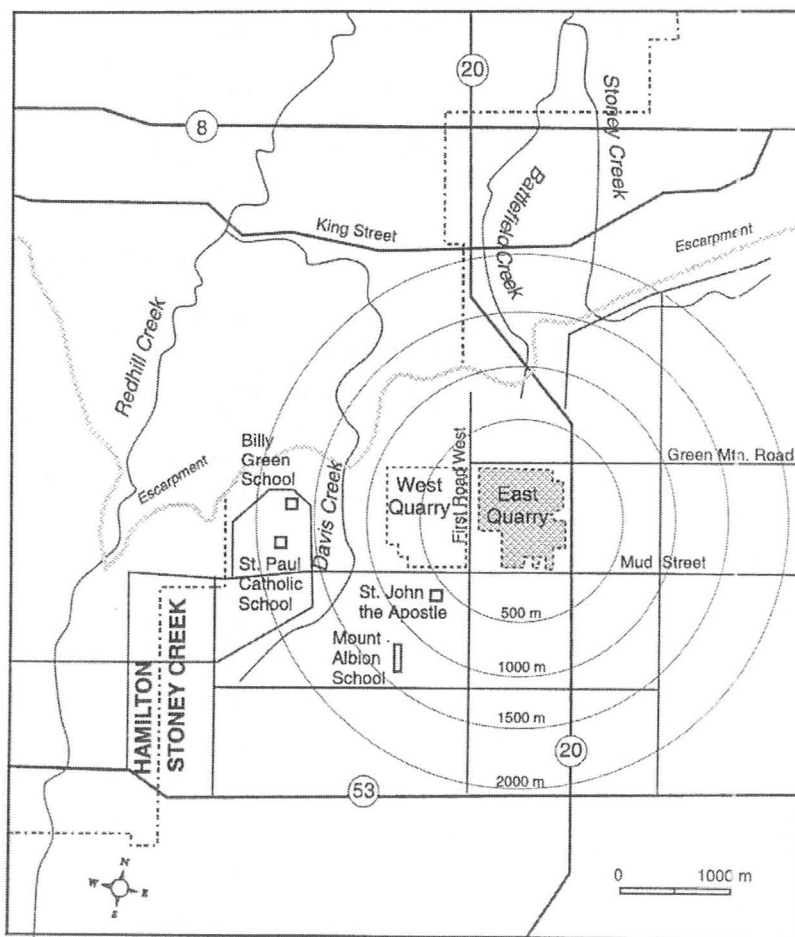 20
8
Stoney Creek
Battlefield Creek
King Street
Escarpment
Redhill Creek
Billy
Green
School
Escarpment
Davis Creek
West
Quarry
First Road West
East
Quarry
Green Mtn. Road
Mud Street
St. Paul
Catholic
School
St. John
the Apostle
500 m
Mount
Albion
School
1000 m
HAMILTON
STONEY CREEK
1500 m
20
2000 m
53
N
W E
S
0 1000 m